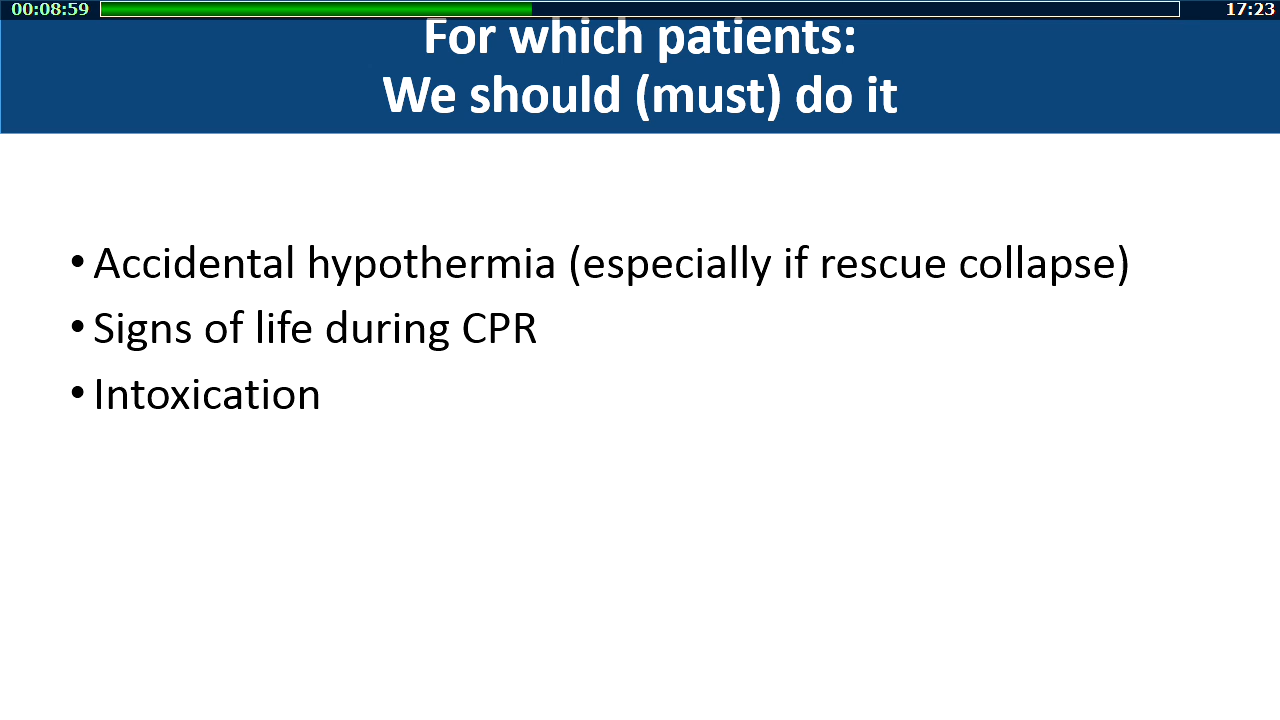 00:08:59 17:23
For which patients:
We should (must) do it
• Accidental hypothermia (especially if rescue collapse)
• Signs of life during CPR
• Intoxication